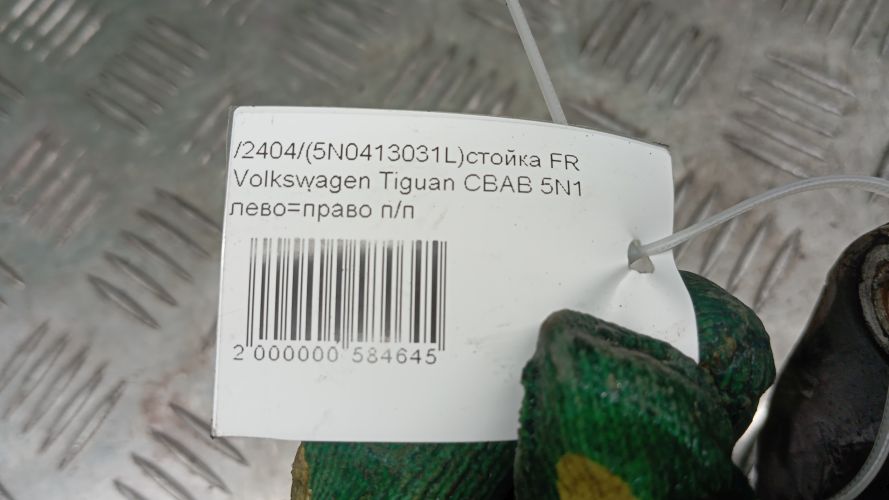 /2404/(5N0413031L)стойка FR
Volkswagen Tiguan CBAB 5N1
лево=право п/п
2 000000 584645